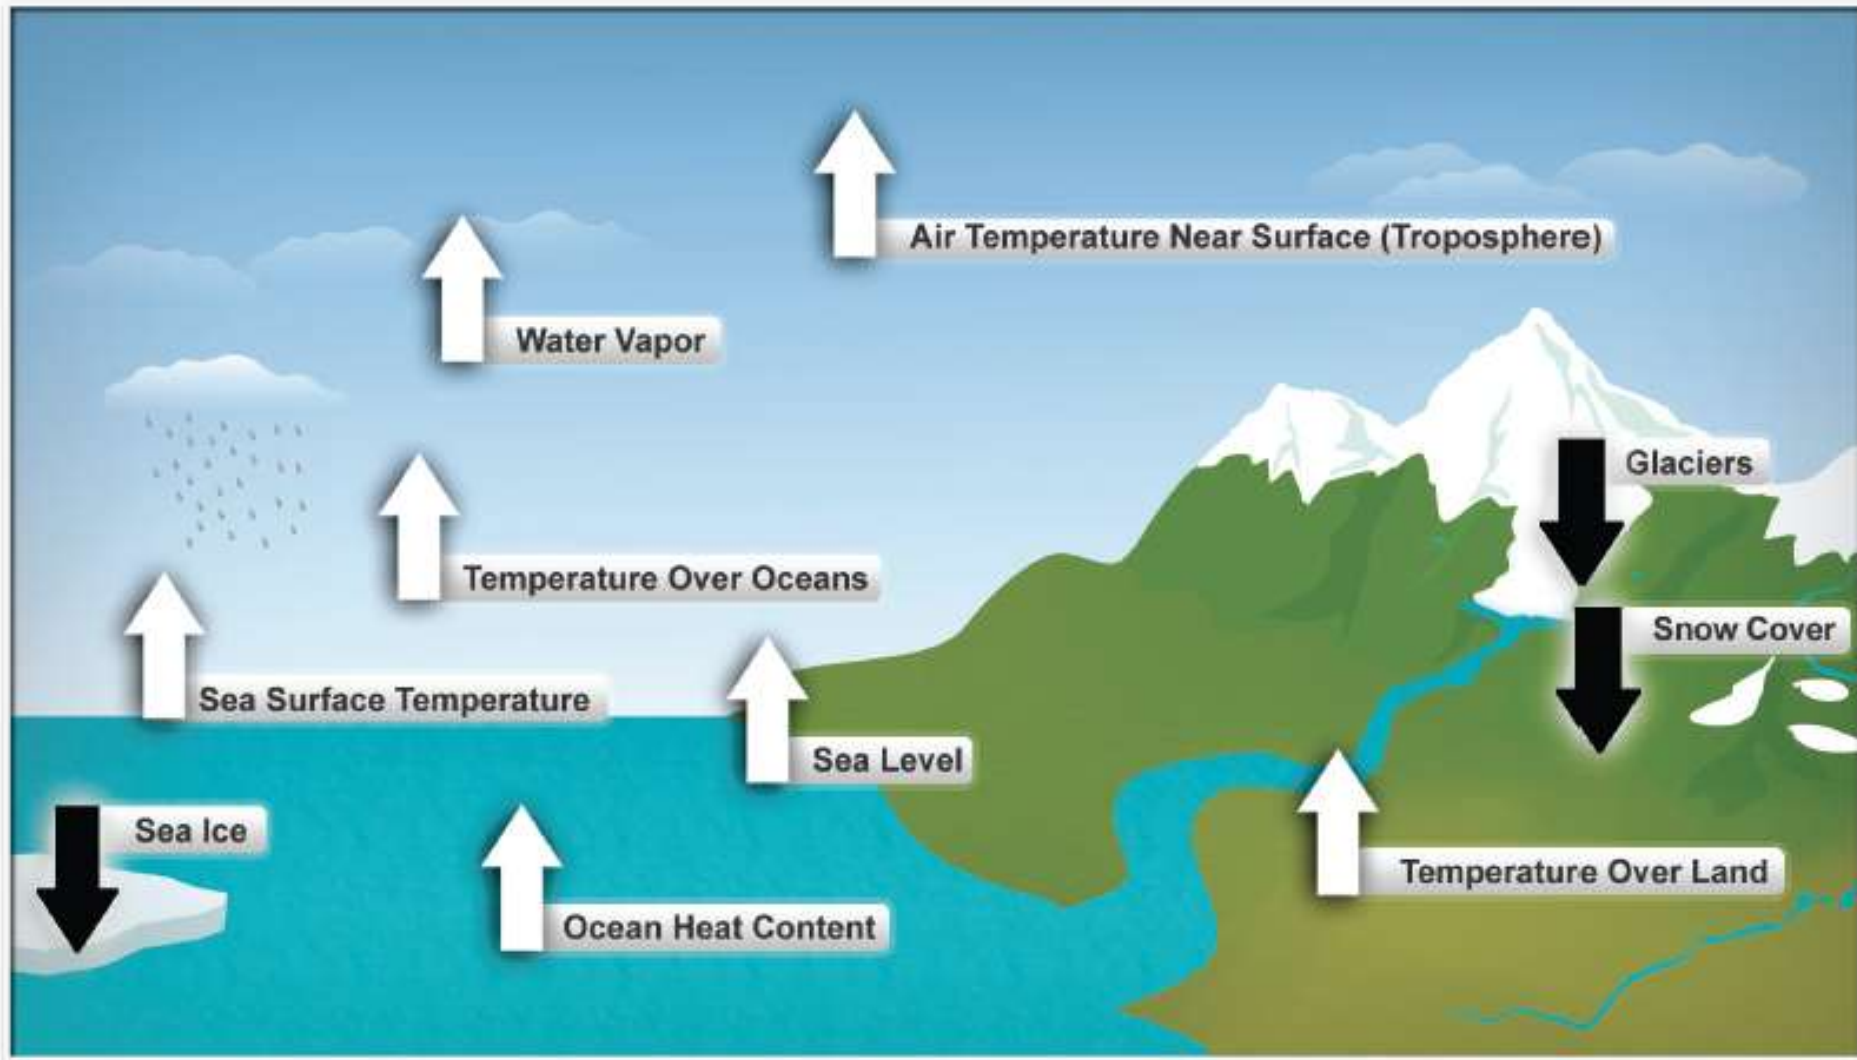 Air Temperature Near Surface (Troposphere)
Water Vapor
Glaciers
Temperature Over Oceans
Snow Cover
Sea Surface Temperature
Sea Level
Sea Ice
Temperature Over Land
Ocean Heat Content